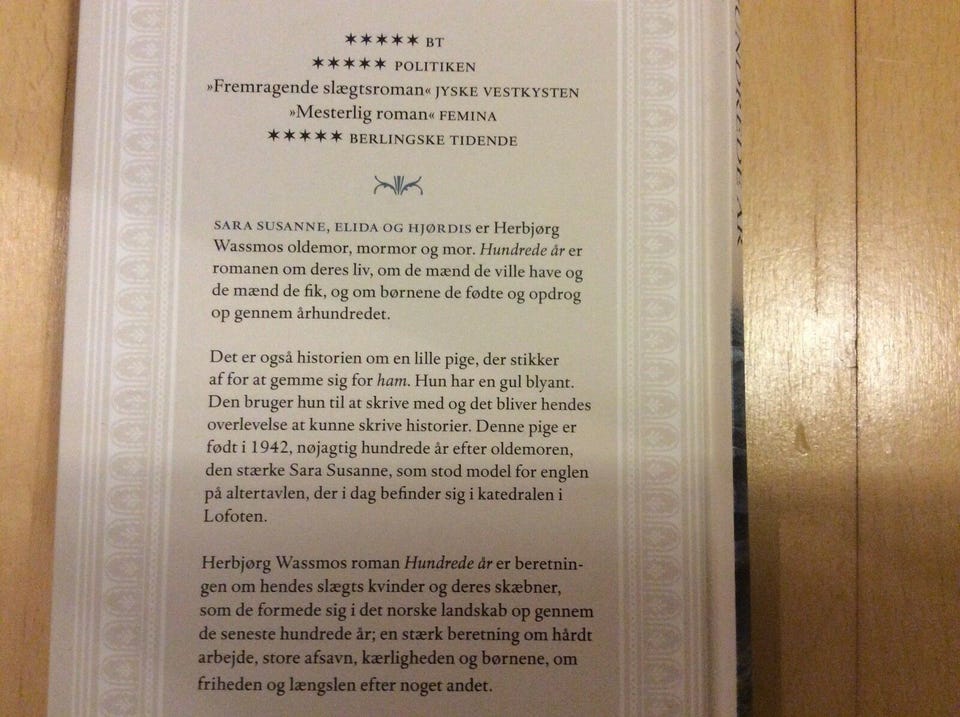 ✶✶✶✶✶ BT
✶✶✶✶✶ POLITIKEN
»Fremragende slægtsroman« JYSKE VESTKYSTEN
»Mesterlig roman« FEMINA
✶✶✶✶✶ BERLINGSKE TIDENDE
SARA SUSANNE, ELIDA OG HJØRDIS er Herbjørg
Wassmos oldemor, mormor og mor. Hundrede år er
romanen om deres liv, om de mænd de ville have og
de mænd de fik, og om børnene de fødte og opdrog
op gennem århundredet.
Det er også historien om en lille pige, der stikker
af for at gemme sig for ham. Hun har en gul blyant.
Den bruger hun til at skrive med og det bliver hendes
overlevelse at kunne skrive historier. Denne pige er
født i 1942, nøjagtig hundrede år efter oldemoren,
den stærke Sara Susanne, som stod model for englen
på altertavlen, der i dag befinder sig i katedralen i
Lofoten.
Herbjørg Wassmos roman Hundrede år er beretnin-
gen om hendes slægts kvinder og deres skæbner,
som de formede sig i det norske landskab op gennem
de seneste hundrede år; en stærk beretning om hårdt
arbejde, store afsavn, kærligheden og børnene, om
friheden og længslen efter noget andet.